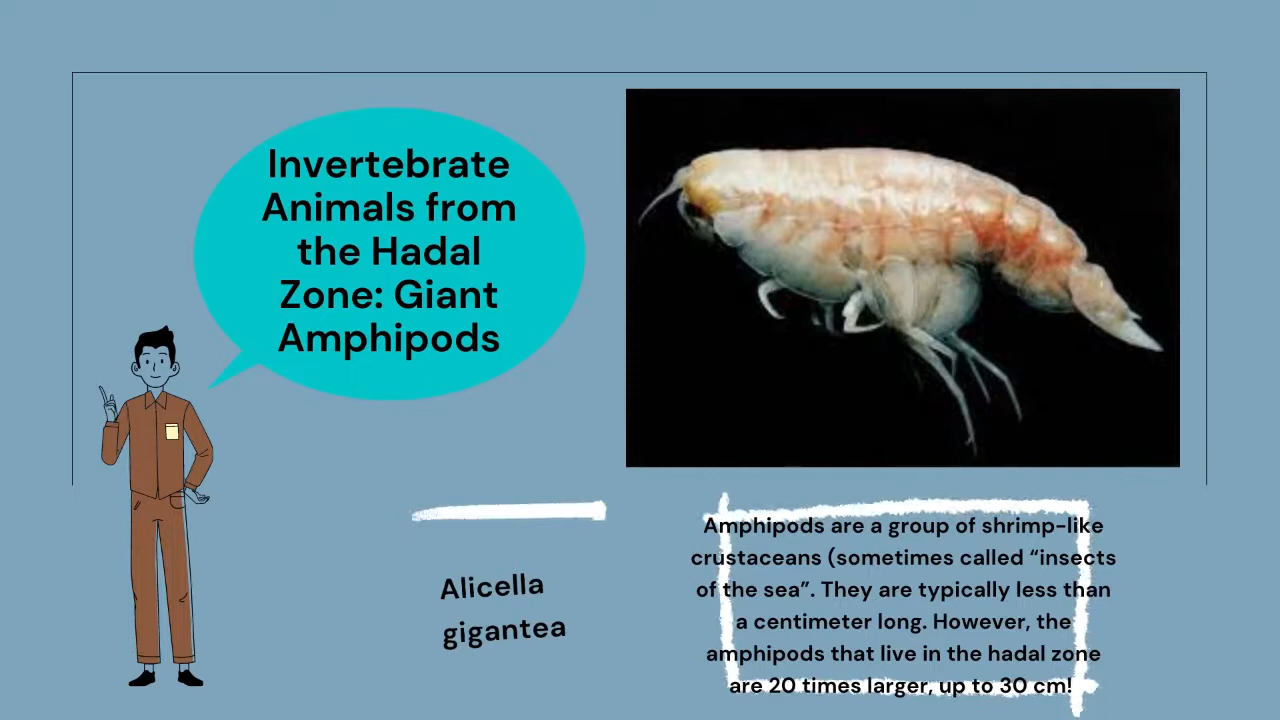 Invertebrate
Animals from
the Hadal
Zone: Giant
Amphipods
Alicella
gigantea
Amphipods are a group of shrimp-like
crustaceans (sometimes called “insects
of the sea”. They are typically less than
a centimeter long. However, the
amphipods that live in the hadal zone
are 20 times larger, up to 30 cm!